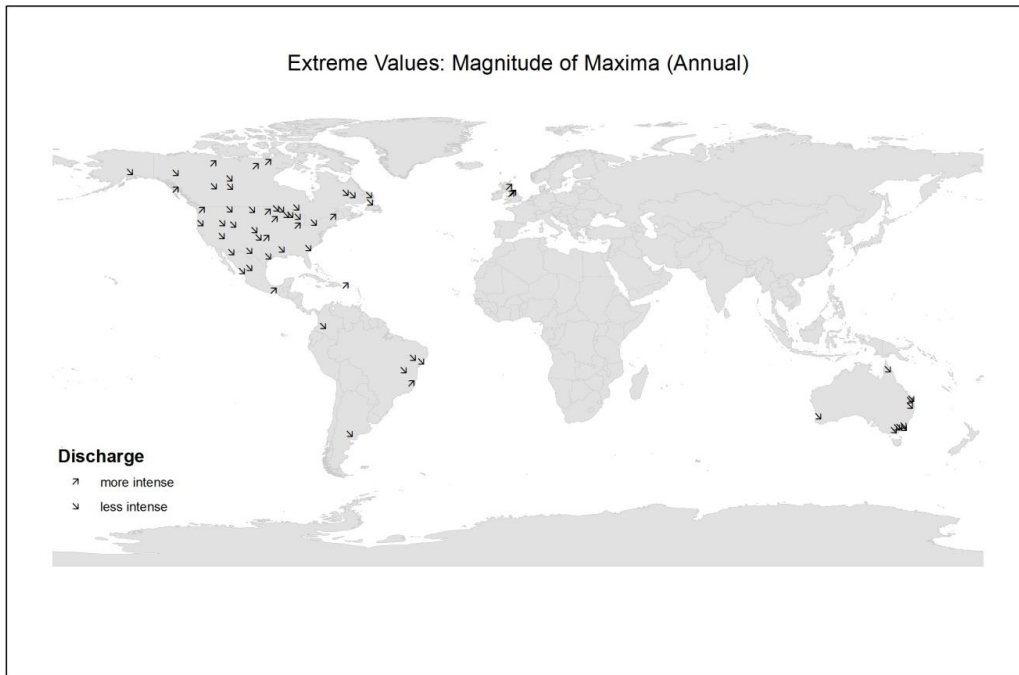 Extreme Values: Magnitude of Maxima (Annual)
Discharge
more intense
less intense